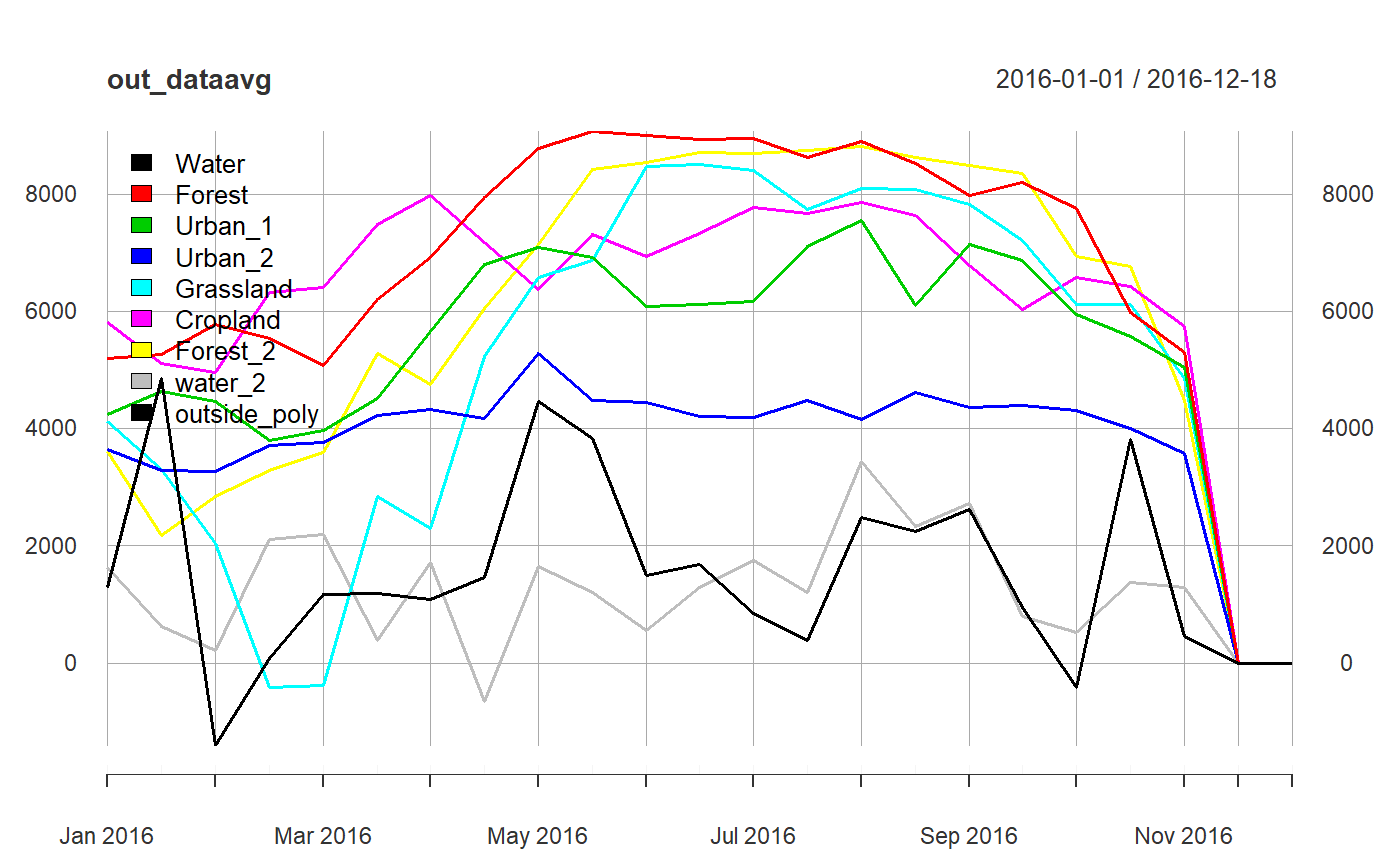 out_dataavg 2016-01-01 / 2016-12-18
Water
8000 Forest 8000
Urban_1
Urban_2
Grassland
6000 Cropland 6000
Forest_2
water_2
4000 outside_poly 4000
2000 2000
0 0
Jan 2016 Mar 2016 May 2016 Jul 2016 Sep 2016 Nov 2016